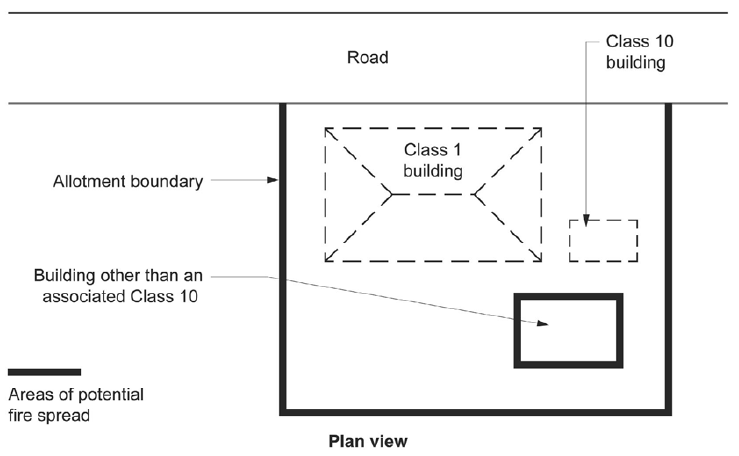 Road
Class 10
building
Class 1
building
Allotment boundary
Building other than an
associated Class 10
Areas of potential
fire spread
Plan view